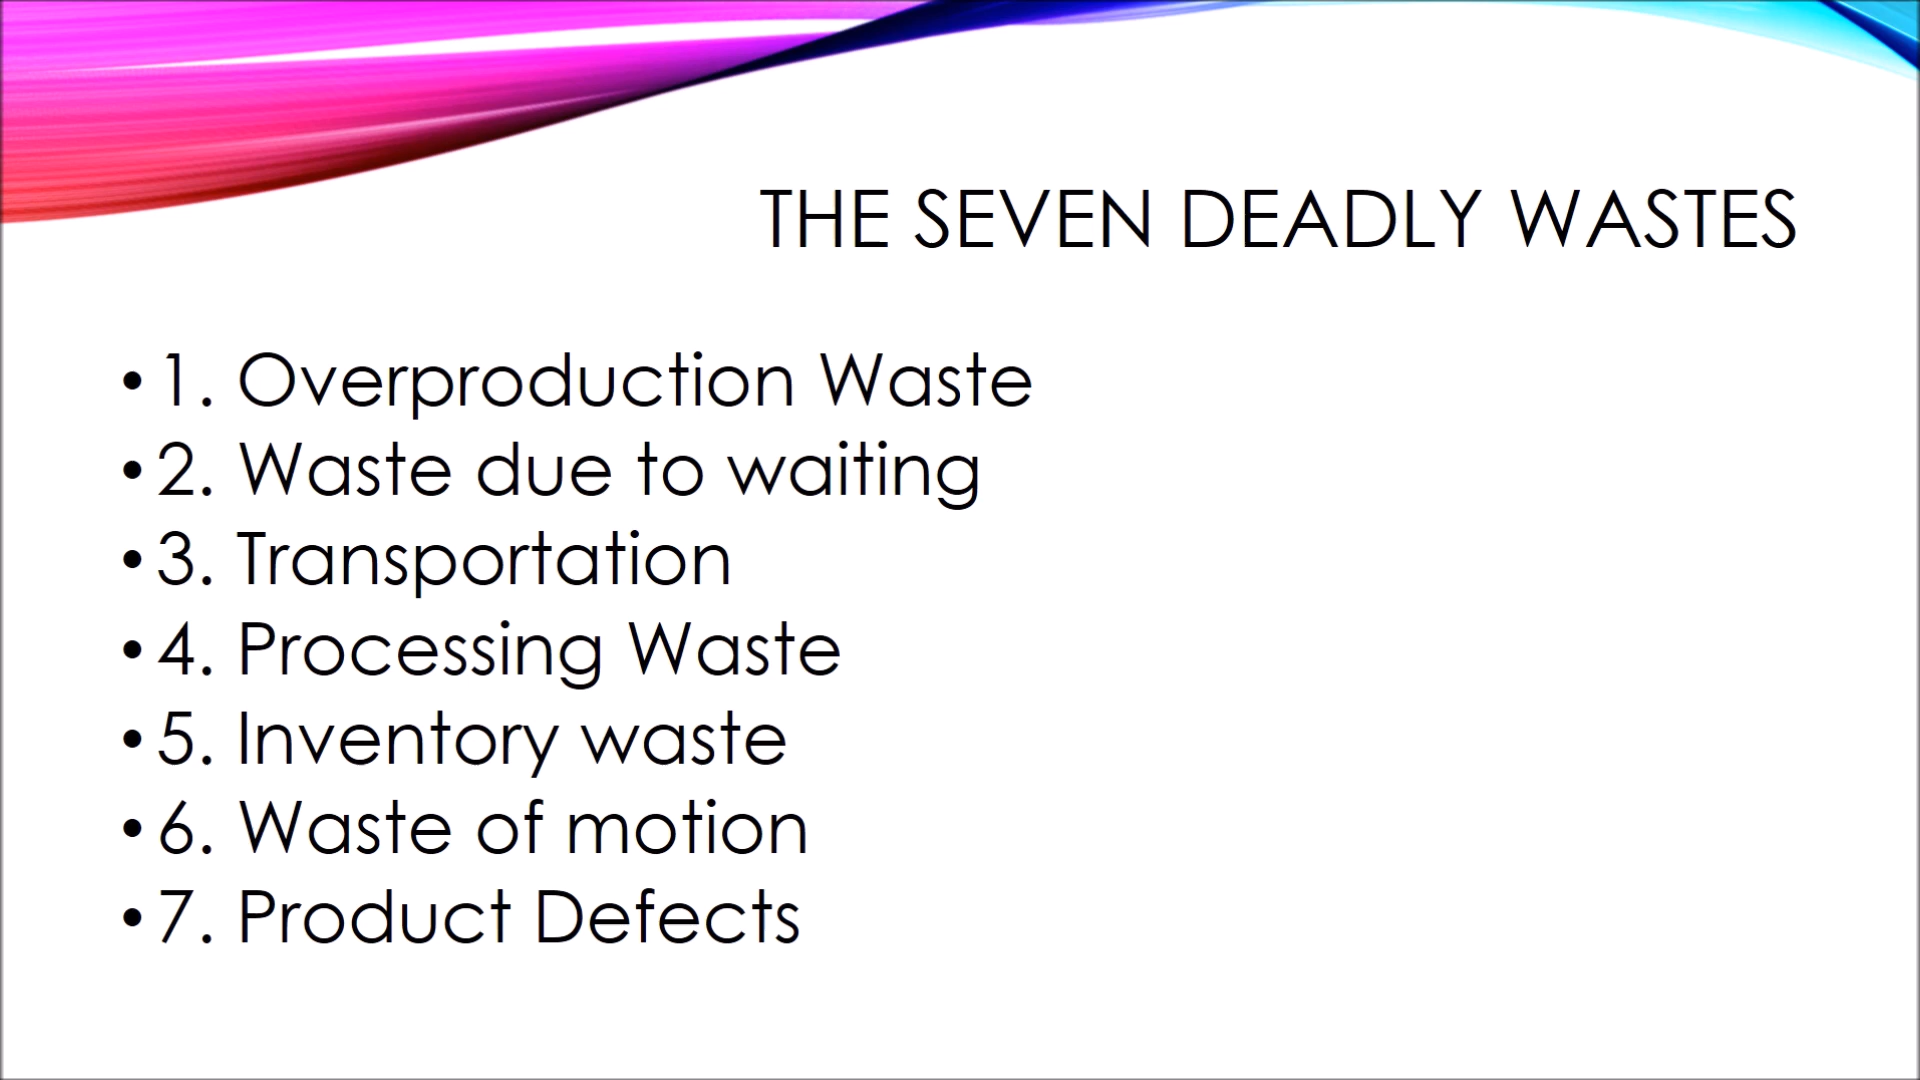 THE SEVEN DEADLY WASTES
• 1. Overproduction Waste
• 2. Waste due to waiting
• 3. Transportation
• 4. Processing Waste
• 5. Inventory waste
• 6. Waste of motion
• 7. Product Defects